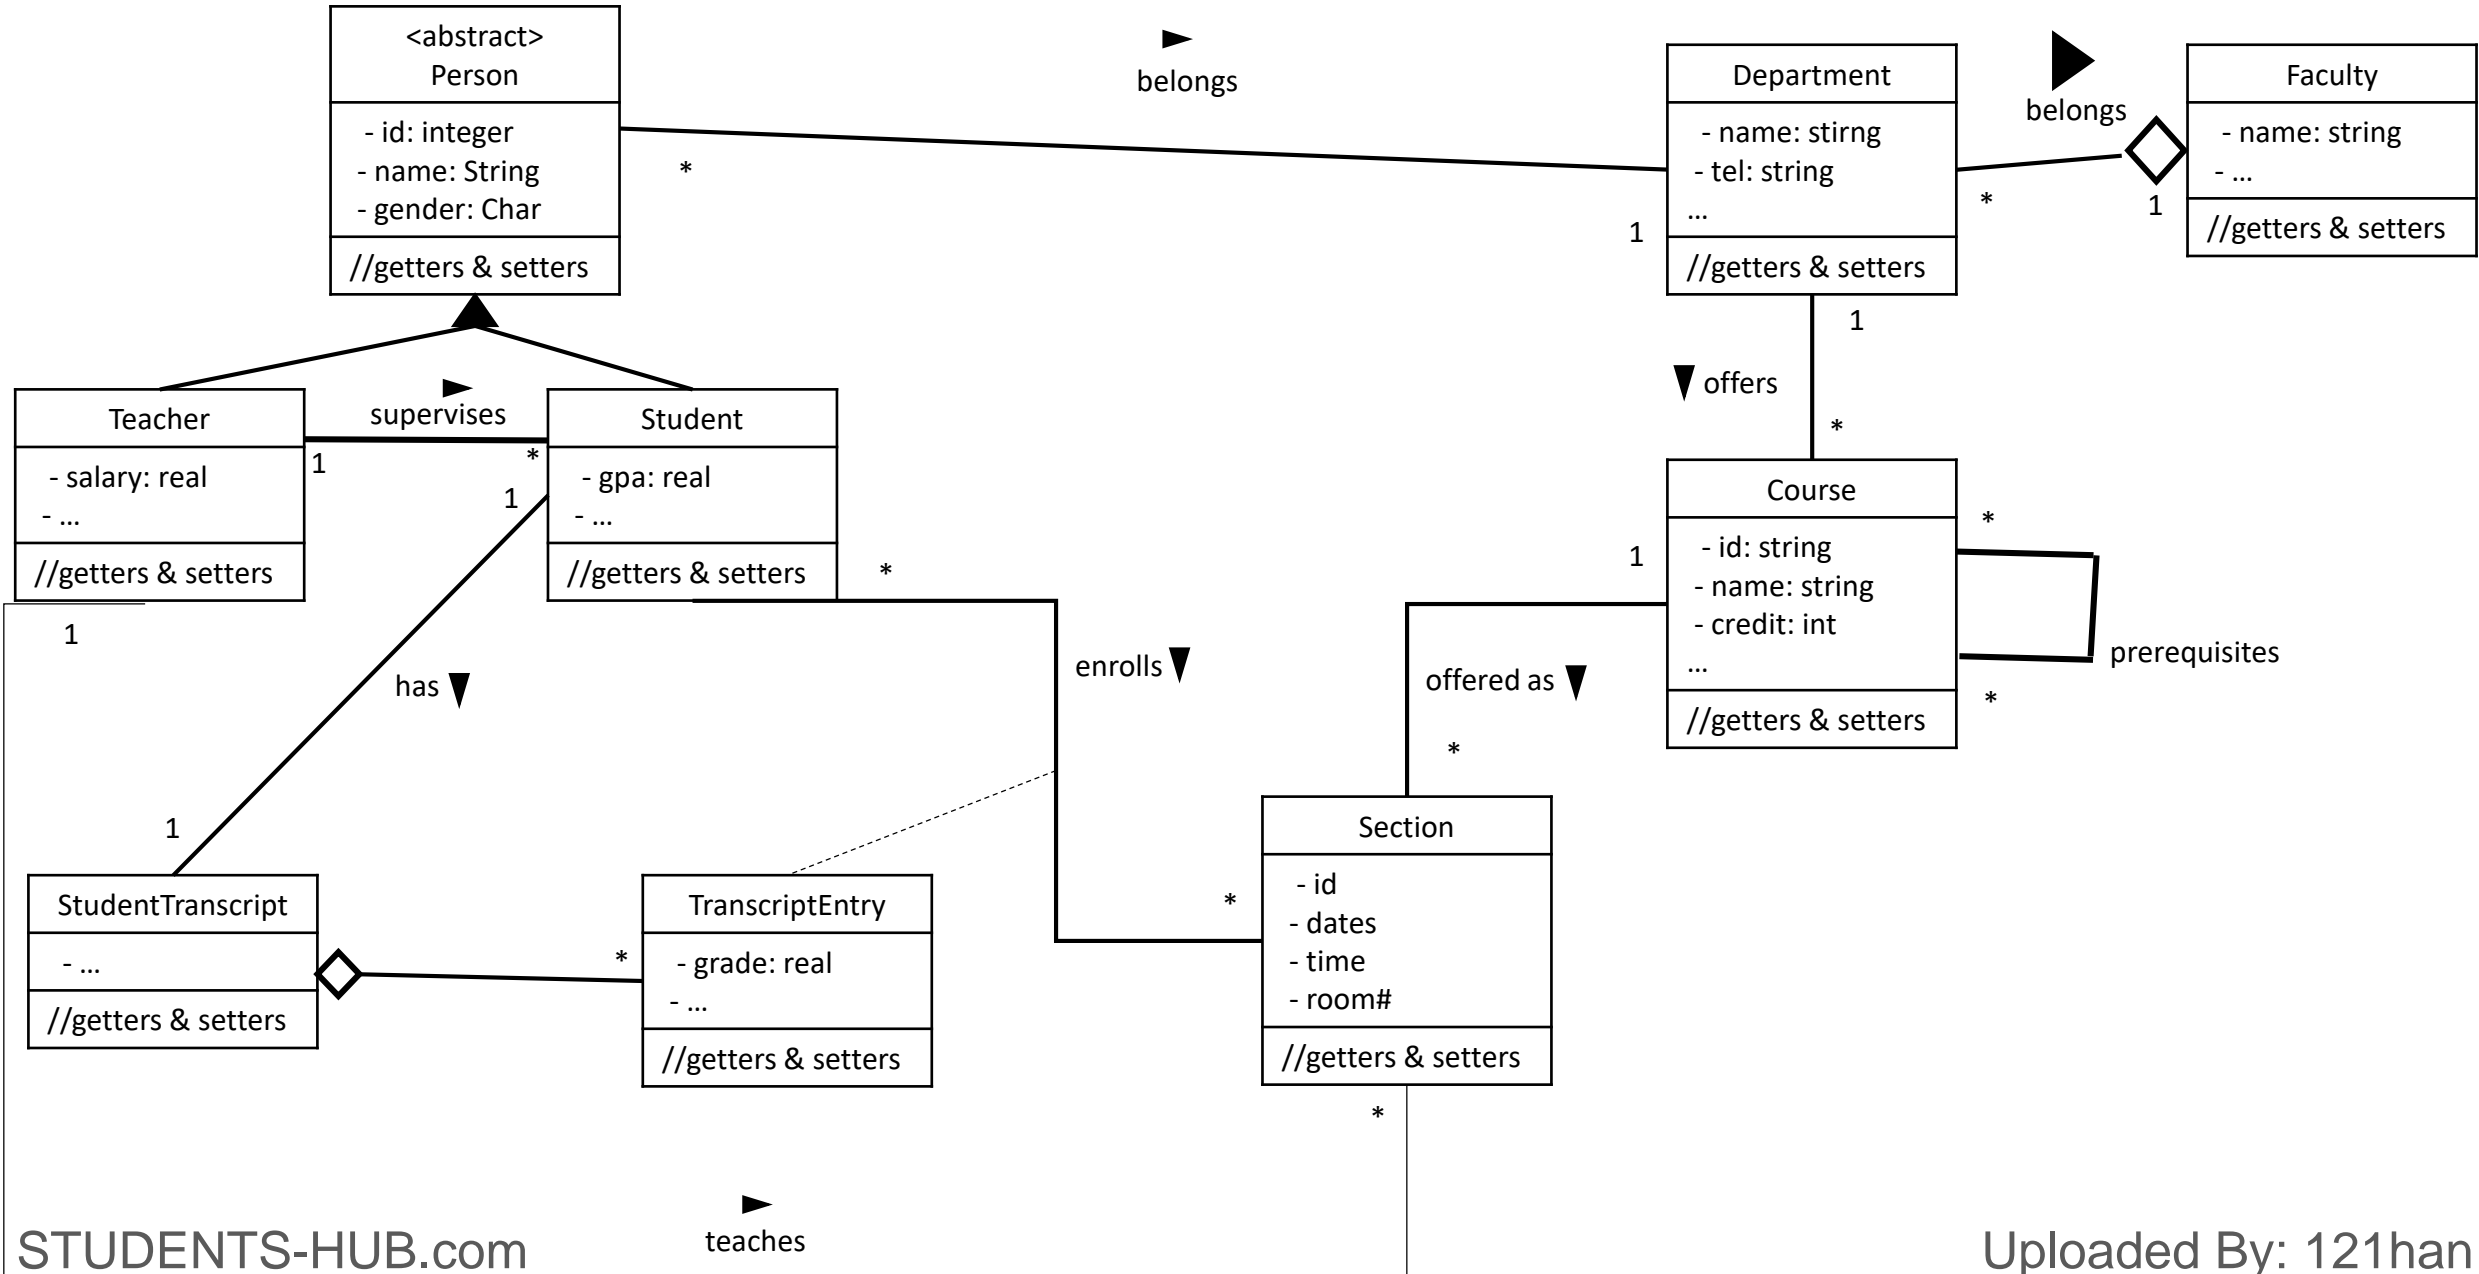 <abstract>
Person
- id: integer
- name: String
- gender: Char
//getters & setters
belongs
*
1
Department
- name: stirng
- tel: string
...
//getters & setters
belongs
*
1
Faculty
- name: string
- ...
//getters & setters
Teacher
- salary: real
- ...
//getters & setters
supervises
1
*
Student
- gpa: real
- ...
//getters & setters
1
offers
*
Course
- id: string
- name: string
- credit: int
...
//getters & setters
*
prerequisites
*
1
offered as
*
1
has
1
1
*
enrolls
*
StudentTranscript
- ...
//getters & setters
*
TranscriptEntry
- grade: real
- ...
//getters & setters
Section
- id
- dates
- time
- room#
//getters & setters
*
teaches
STUDENTS-HUB.com
Uploaded By: 121han